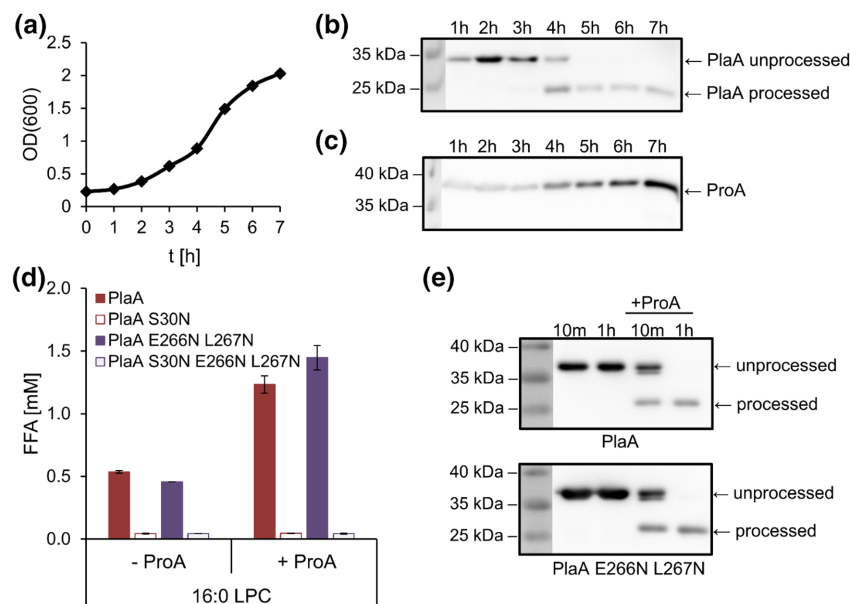 (a)
OD(600)
2.5
2
1.5
1
0.5
0
0 1 2 3 4 5 6 7
t [h]
(b)
1h 2h 3h 4h 5h 6h 7h
35 kDa –
25 kDa –
← PlaA unprocessed
← PlaA processed
(c)
1h 2h 3h 4h 5h 6h 7h
40 kDa –
35 kDa –
← ProA
(d)
FFA [mM]
2.0
1.5
1.0
0.5
0.0
PlaA
PlaA S30N
PlaA E266N L267N
PlaA S30N E266N L267N
- ProA + ProA
16:0 LPC
(e)
+ProA
10m 1h 10m 1h
40 kDa –
35 kDa –
25 kDa –
← unprocessed
← processed
PlaA
40 kDa –
35 kDa –
25 kDa –
← unprocessed
← processed
PlaA E266N L267N